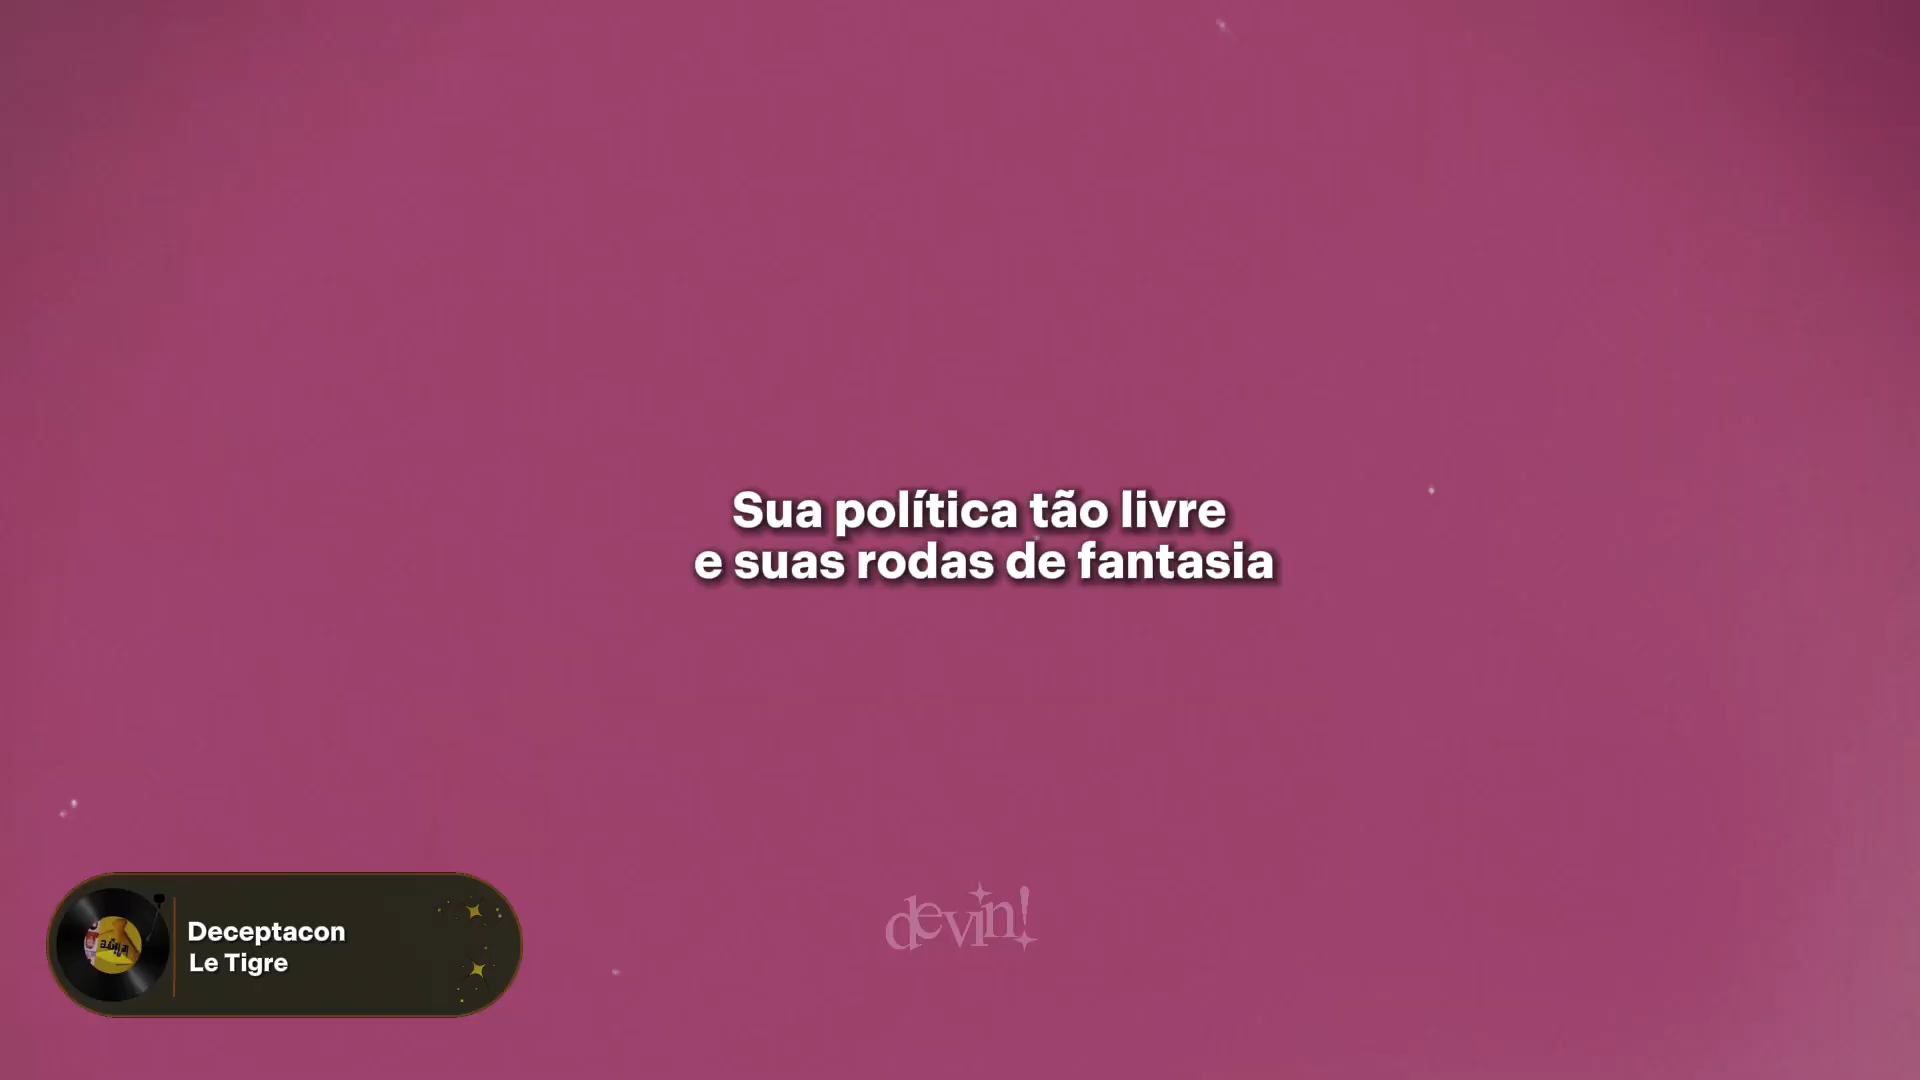 Sua política tão livre
e suas rodas de fantasia
Deceptacon
Le Tigre
devin!